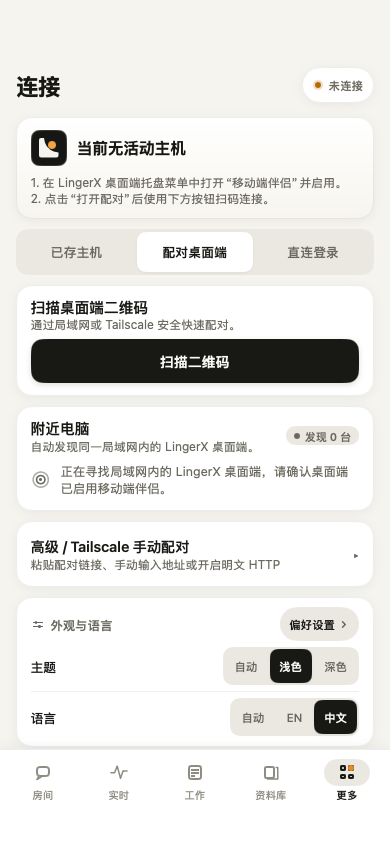 连接
未连接
当前无活动主机
1. 在 LingerX 桌面端托盘菜单中打开“移动端伴侣”并启用。
2. 点击“打开配对”后使用下方按钮扫码连接。
已存主机
配对桌面端
直连登录
扫描桌面端二维码
通过局域网或 Tailscale 安全快速配对。
扫描二维码
附近电脑
发现 0 台
自动发现同一局域网内的 LingerX 桌面端。
正在寻找局域网内的 LingerX 桌面端，请确认桌面端
已启用移动端伴侣。
高级 / Tailscale 手动配对
粘贴配对链接、手动输入地址或开启明文 HTTP
外观与语言
偏好设置
主题
自动
浅色
深色
语言
自动
EN
中文
房间
实时
工作
资料库
更多